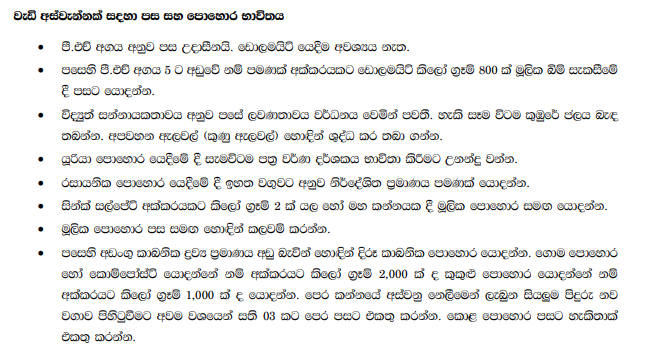 වැඩි අස්වැන්නක් සදහා පස සහ පොහොර භාවිතය
• පී.එච් අගය අනුව පස උදාසීනයි. ඩොලමයිට් යෙදීම අවශ්‍යය නැත.
• පසෙහි පී.එච් අගය 5 ට අඩුවේ නම් පමණක් අක්කරයකට ඩොලමයිට් කිලෝ ග්‍රෑම් 800 ක් මූලික බිම් සැකසීමේ
දී පසට යොදන්න.
• විද්‍යුත් සන්නායකතාවය අනුව පසේ ලවණතාවය වර්ධනය වෙමින් පවතී. හැකි සෑම විටම කුඹුරේ ජලය බැඳ
තබන්න. අපවහන ඇලවල් (කුණු ඇලවල්) හොඳින් ශුද්ධ කර තබා ගන්න.
• යූරියා පොහොර යෙදීමේ දී සැමවිටම පත්‍ර වර්ණ දර්ශකය භාවිතා කිරීමට උනන්දු වන්න.
• රසායනික පොහොර යෙදීමේ දී ඉහත වගුවට අනුව නිර්දේශිත ප්‍රමාණය පමණක් යොදන්න.
• සින්ක් සල්පේට් අක්කරයකට කිලෝ ග්‍රෑම් 2 ක් යල හෝ මහ කන්නයක දී මූලික පොහොර සමඟ යොදන්න.
• මූලික පොහොර පස සමඟ හොඳින් කලවම් කරන්න.
• පසෙහි අඩංගු කාබනික ද්‍රව්‍ය ප්‍රමාණය අඩු බැවින් හොඳින් දිරූ කාබනික පොහොර යොදන්න. ගොම පොහොර
හෝ කොම්පෝස්ට් යොදන්නේ නම් අක්කරයට කිලෝ ග්‍රෑම් 2,000 ක් ද කුකුළු පොහොර යොදන්නේ නම්
අක්කරයට කිලෝ ග්‍රෑම් 1,000 ක් ද යොදන්න. පෙර කන්නයේ අස්වනු නෙලීමෙන් ලැබුන සියලුම පිදුරු නව
වගාව පිහිටුවීමට අවම වශයෙන් සති 03 කට පෙර පසට එකතු කරන්න. කොළ පොහොර පසට හැකිතාක්
එකතු කරන්න.